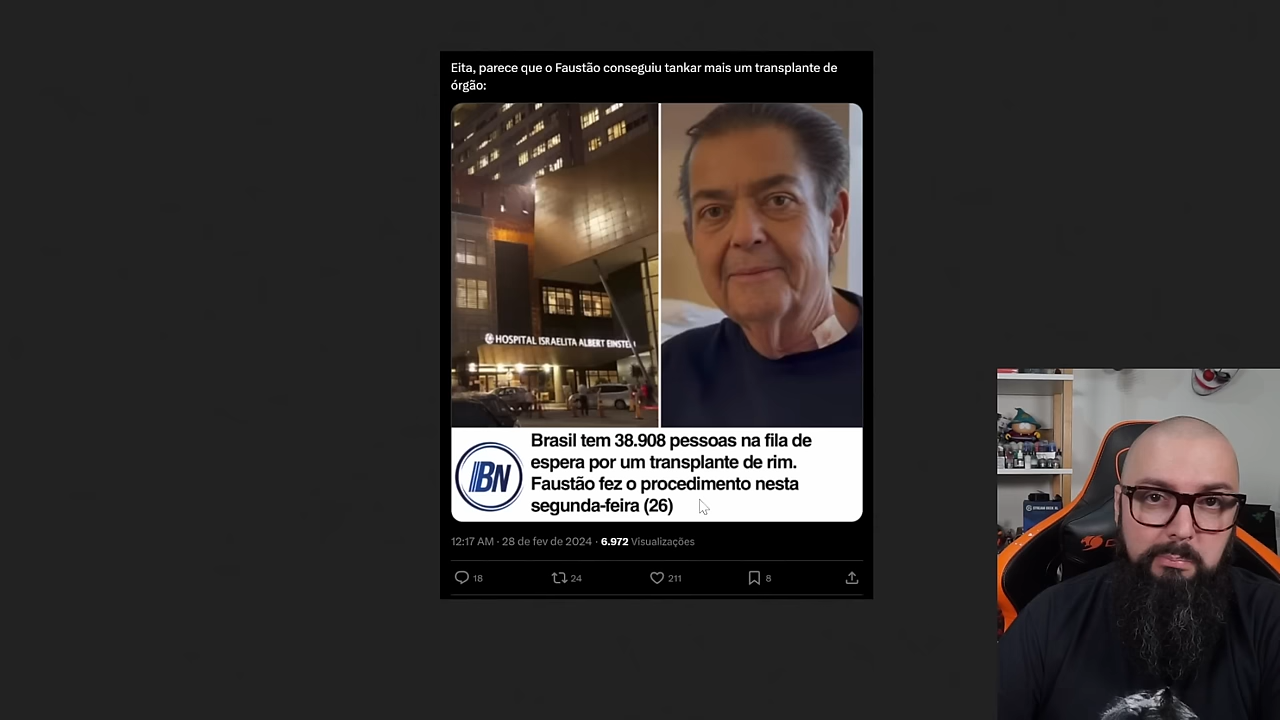 Eita, parece que o Faustão conseguiu tankar mais um transplante de
órgão:
HOSPITAL ISRAELITA ALBERT EINSTEIN
BN
Brasil tem 38.908 pessoas na fila de
espera por um transplante de rim.
Faustão fez o procedimento nesta
segunda-feira (26)
12:17 AM · 28 de fev de 2024 · 6.972 Visualizações
18 24 211 8